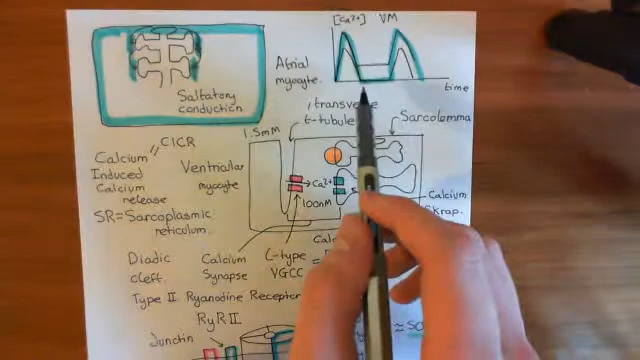 [Ca²⁺] VM
Atrial
myocyte.
time
Saltatory
conduction
transverse
t-tubule
Sarcolemma
1.5mM
Calcium CICR
Induced
Calcium
release
Ventricular
myocyte
Ca²⁺
100nM
Calcium
SR = Sarcoplasmic
reticulum.
Diadic
cleft
Calcium
Synapse
L-type
VGCC =
Type II Ryanodine Receptor
RyR II
Junctin